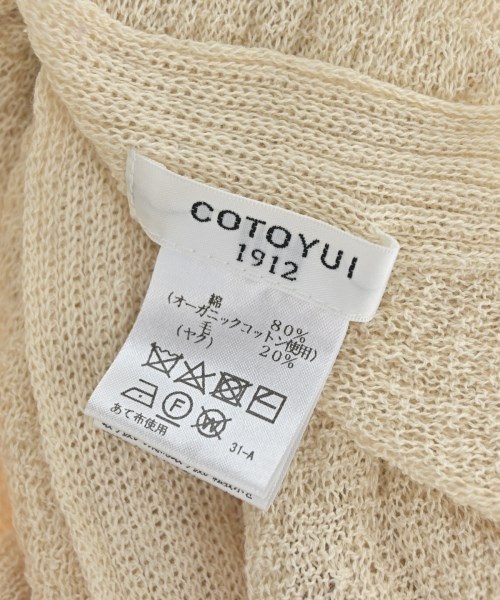 COTOYUI
1912
綿 80%
(オーガニックコットン使用)
毛 20%
(ヤク)
F
W
あて布使用
31-A